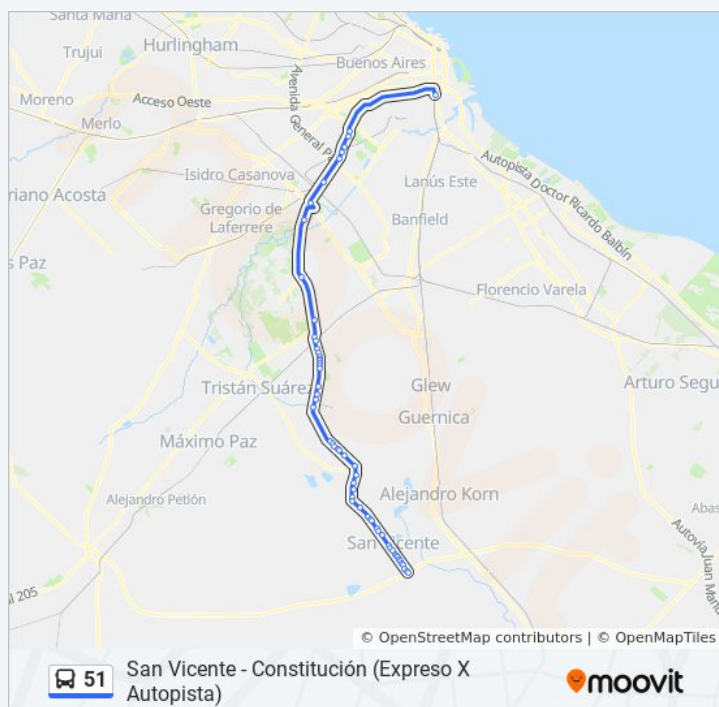 Santa María
Trujui
Hurlingham
Buenos Aires
Moreno
Acceso Oeste
Merlo
Avenida General Pa
Autopista Doctor Ricardo Balbín
Isidro Casanova
Lanús Este
riano Acosta
Gregorio de
Laferrere
Banfield
s Paz
Florencio Varela
Tristán Suárez
Glew
Arturo Segu
Guernica
Máximo Paz
Alejandro Petión
Alejandro Korn
Abas
San Vicente
Autovía Juan Man
al 205
© OpenStreetMap contributors | © OpenMapTiles
51
San Vicente - Constitución (Expreso X
Autopista)
moovit